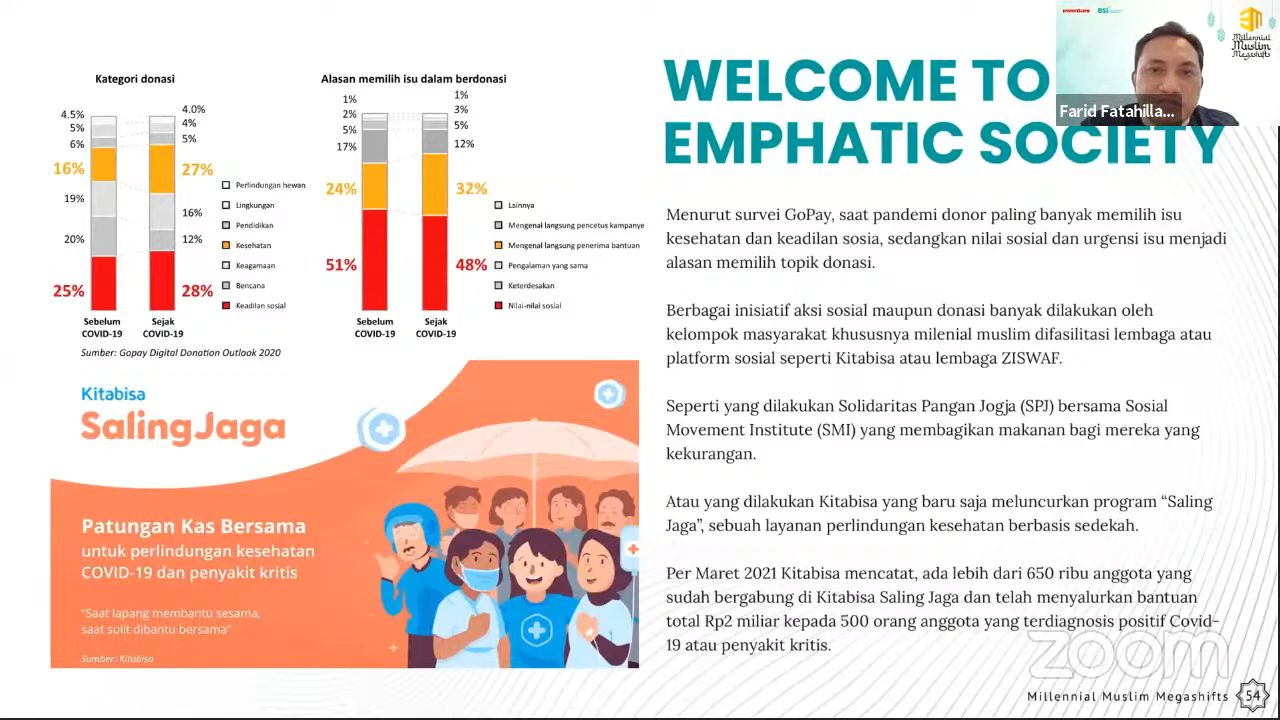 inventure
BSI
Millennial
Muslim
Megashifts
Farid Fatahilla...
WELCOME TO
EMPHATIC SOCIETY
Kategori donasi
4.5%
5%
6%
16%
19%
20%
25%
4.0%
4%
5%
27%
16%
12%
28%
Perlindungan hewan
Lingkungan
Pendidikan
Kesehatan
Keagamaan
Bencana
Keadilan sosial
Sebelum
COVID-19
Sejak
COVID-19
Alasan memilih isu dalam berdonasi
1%
2%
5%
17%
24%
51%
1%
3%
5%
12%
32%
48%
Lainnya
Mengenal langsung pencetus kampanye
Mengenal langsung penerima bantuan
Pengalaman yang sama
Keterdesakan
Nilai-nilai sosial
Sebelum
COVID-19
Sejak
COVID-19
Sumber: Gopay Digital Donation Outlook 2020
Kitabisa
SalingJaga
Patungan Kas Bersama
untuk perlindungan kesehatan
COVID-19 dan penyakit kritis
“Saat lapang membantu sesama,
saat sulit dibantu bersama”
Sumber: Kitabisa
Menurut survei GoPay, saat pandemi donor paling banyak memilih isu
kesehatan dan keadilan sosia, sedangkan nilai sosial dan urgensi isu menjadi
alasan memilih topik donasi.
Berbagai inisiatif aksi sosial maupun donasi banyak dilakukan oleh
kelompok masyarakat khususnya milenial muslim difasilitasi lembaga atau
platform sosial seperti Kitabisa atau lembaga ZISWAF.
Seperti yang dilakukan Solidaritas Pangan Jogja (SPJ) bersama Sosial
Movement Institute (SMI) yang membagikan makanan bagi mereka yang
kekurangan.
Atau yang dilakukan Kitabisa yang baru saja meluncurkan program “Saling
Jaga”, sebuah layanan perlindungan kesehatan berbasis sedekah.
Per Maret 2021 Kitabisa mencatat, ada lebih dari 650 ribu anggota yang
sudah bergabung di Kitabisa Saling Jaga dan telah menyalurkan bantuan
total Rp2 miliar kepada 500 orang anggota yang terdiagnosis positif Covid-
19 atau penyakit kritis.
zoom
Millennial Muslim Megashifts
54